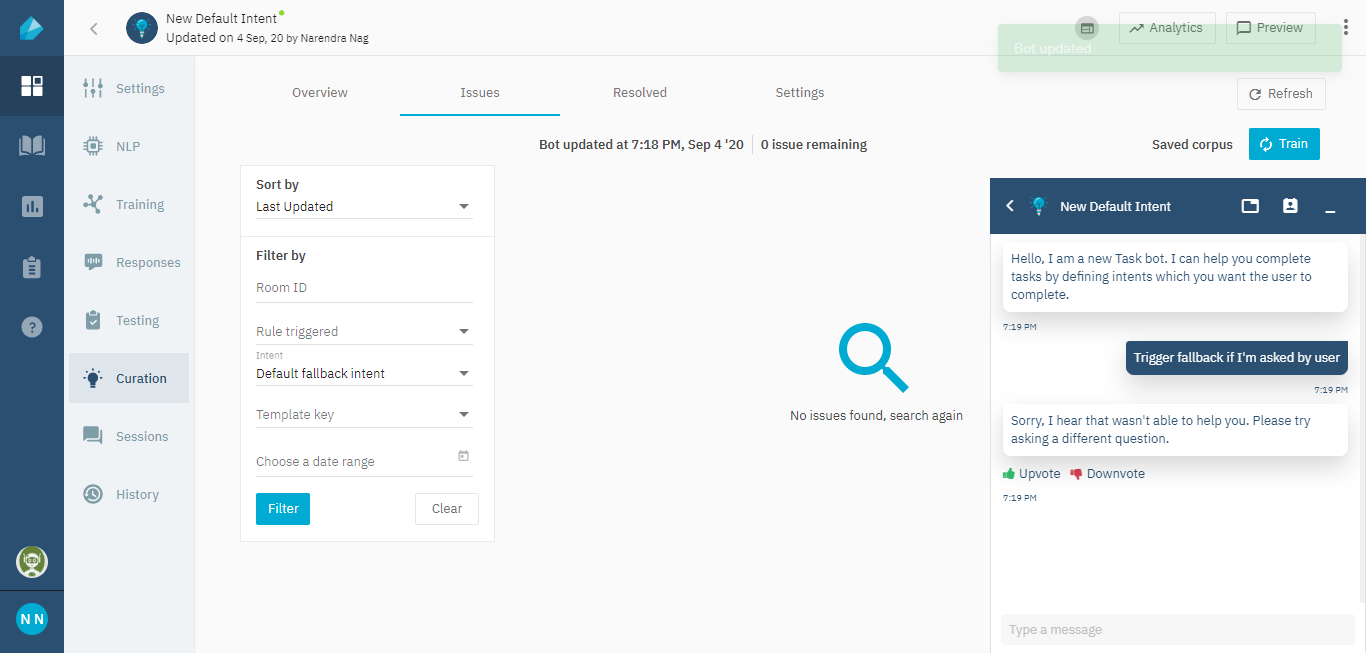 New Default Intent
Updated on 4 Sep, 20 by Narendra Nag
Analytics
Preview
Bot updated
Settings
NLP
Training
Responses
Testing
Curation
Sessions
History
N N
Overview
Issues
Resolved
Settings
Refresh
Bot updated at 7:18 PM, Sep 4 '20
0 issue remaining
Saved corpus
Train
Sort by
Last Updated
Filter by
Room ID
Rule triggered
Intent
Default fallback intent
Template key
Choose a date range
Filter
Clear
No issues found, search again
New Default Intent
Hello, I am a new Task bot. I can help you complete
tasks by defining intents which you want the user to
complete.
7:19 PM
Trigger fallback if I'm asked by user
7:19 PM
Sorry, I hear that wasn't able to help you. Please try
asking a different question.
Upvote
Downvote
7:19 PM
Type a message